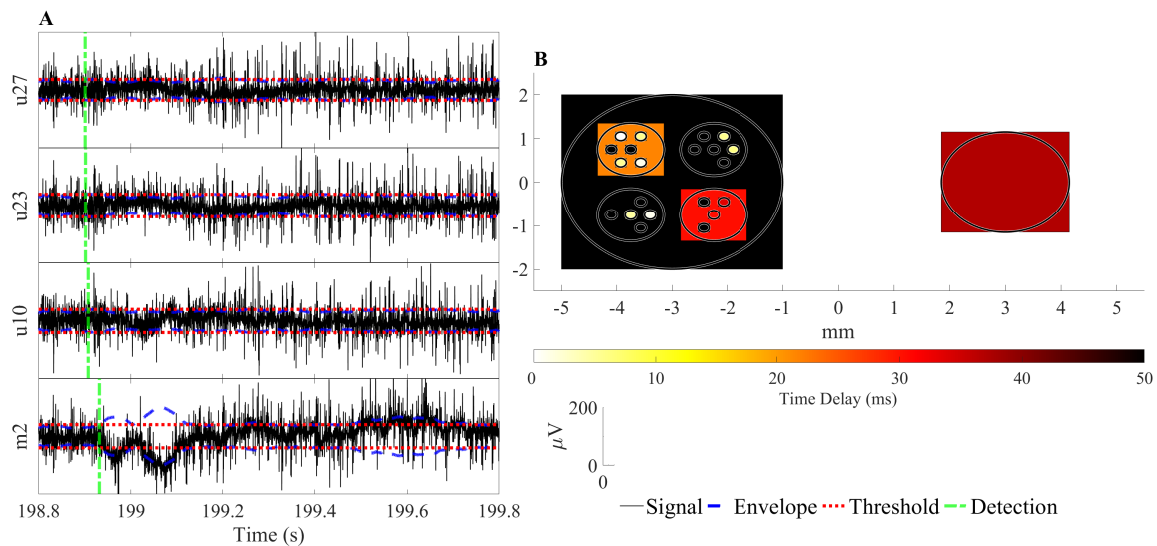 A
u27
u23
u10
m2
198.8 199 199.2 199.4 199.6 199.8
Time (s)
B
2
1
0
-1
-2
-5 -4 -3 -2 -1 0 1 2 3 4 5
mm
0 10 20 30 40 50
Time Delay (ms)
200
μV
0
0
Signal Envelope Threshold Detection